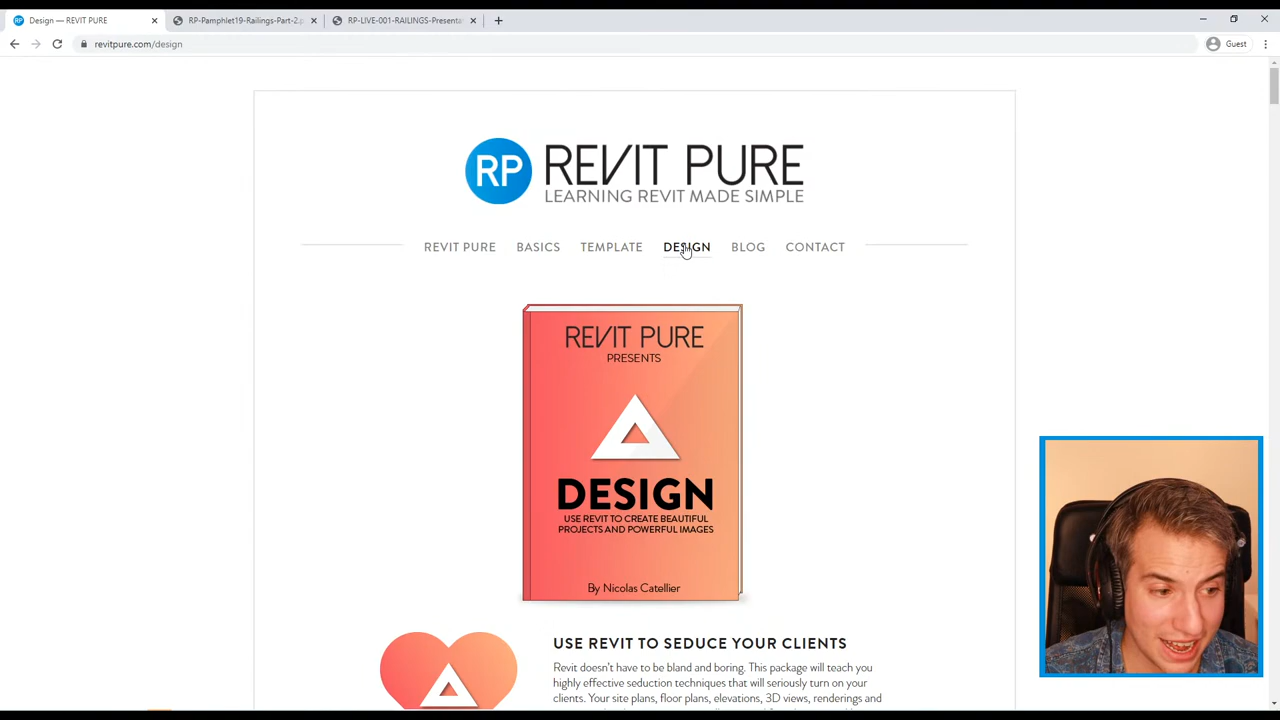 Design — REVIT PURE
RP-Pamphlet19-Railings-Part-2.p
RP-LIVE-001-RAILINGS-Presentat
revitpure.com/design
Guest
RP REVIT PURE
LEARNING REVIT MADE SIMPLE
REVIT PURE BASICS TEMPLATE DESIGN BLOG CONTACT
REVIT PURE
PRESENTS
DESIGN
USE REVIT TO CREATE BEAUTIFUL
PROJECTS AND POWERFUL IMAGES
By Nicolas Catellier
USE REVIT TO SEDUCE YOUR CLIENTS
Revit doesn't have to be bland and boring. This package will teach you
highly effective seduction techniques that will seriously turn on your
clients. Your site plans, floor plans, elevations, 3D views, renderings and